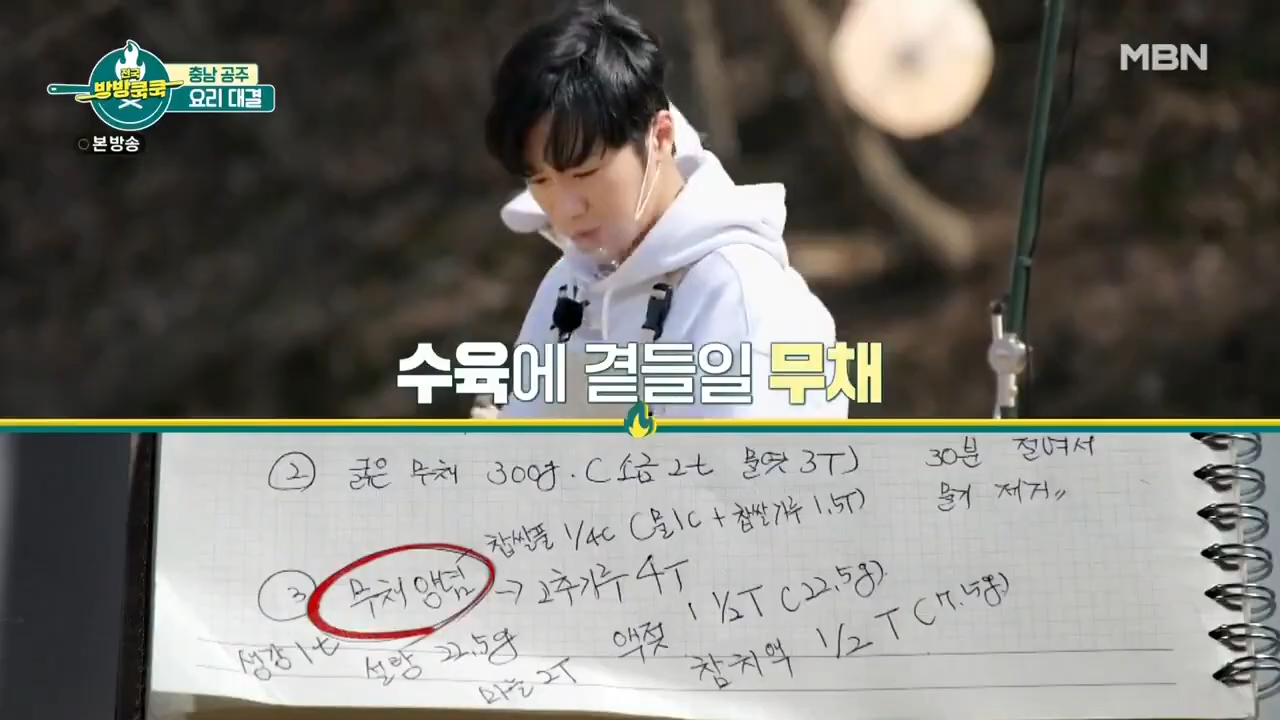 전국
방방쿡쿡
충남 공주
요리 대결
본 방송
MBN
수육에 곁들일 무채
② 굵은 무채 300g. (소금 2t 물엿 3T) 30분 절여서
물기 제거〃
찹쌀풀 1/4C (물1C + 찹쌀가루 1.5T)
③ 무채양념 → 고추가루 4T
생강 1t 설탕 22.5g 마늘 2T 액젓 1 1/2T (22.5g)
참치액 1/2T (7.5g)